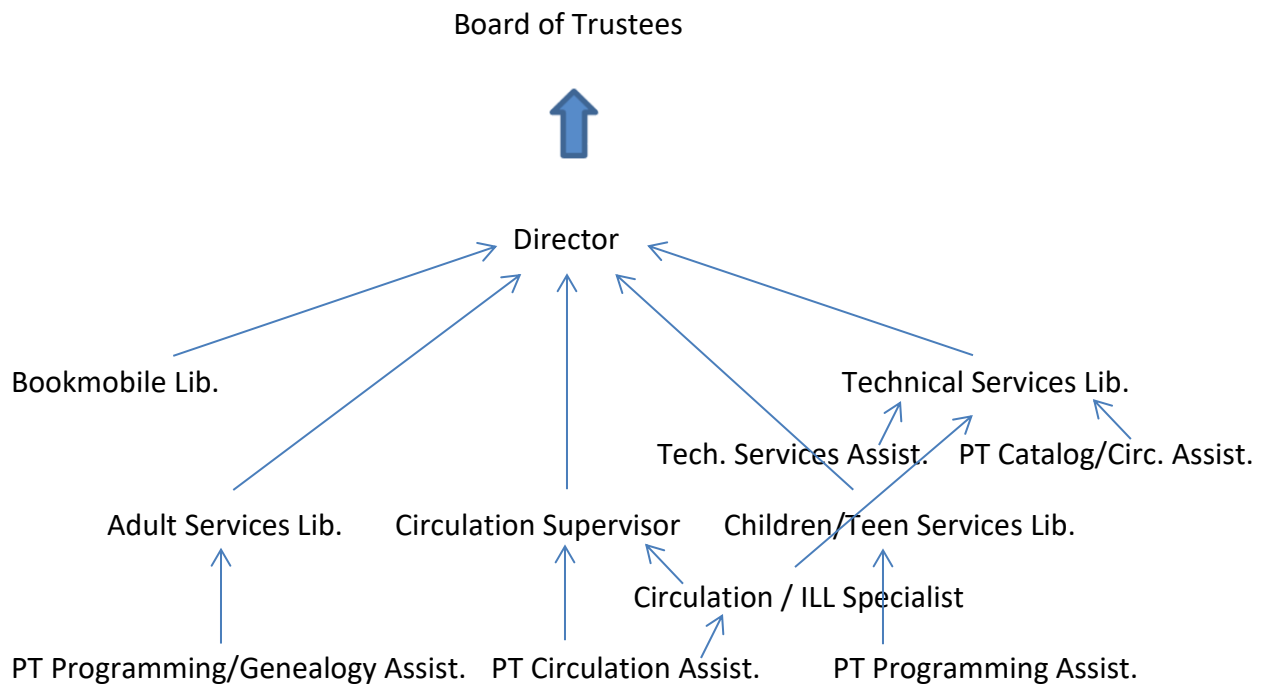 Board of Trustees
Director
Bookmobile Lib.
Technical Services Lib.
Tech. Services Assist.
PT Catalog/Circ. Assist.
Adult Services Lib.
Circulation Supervisor
Children/Teen Services Lib.
Circulation / ILL Specialist
PT Programming/Genealogy Assist.
PT Circulation Assist.
PT Programming Assist.